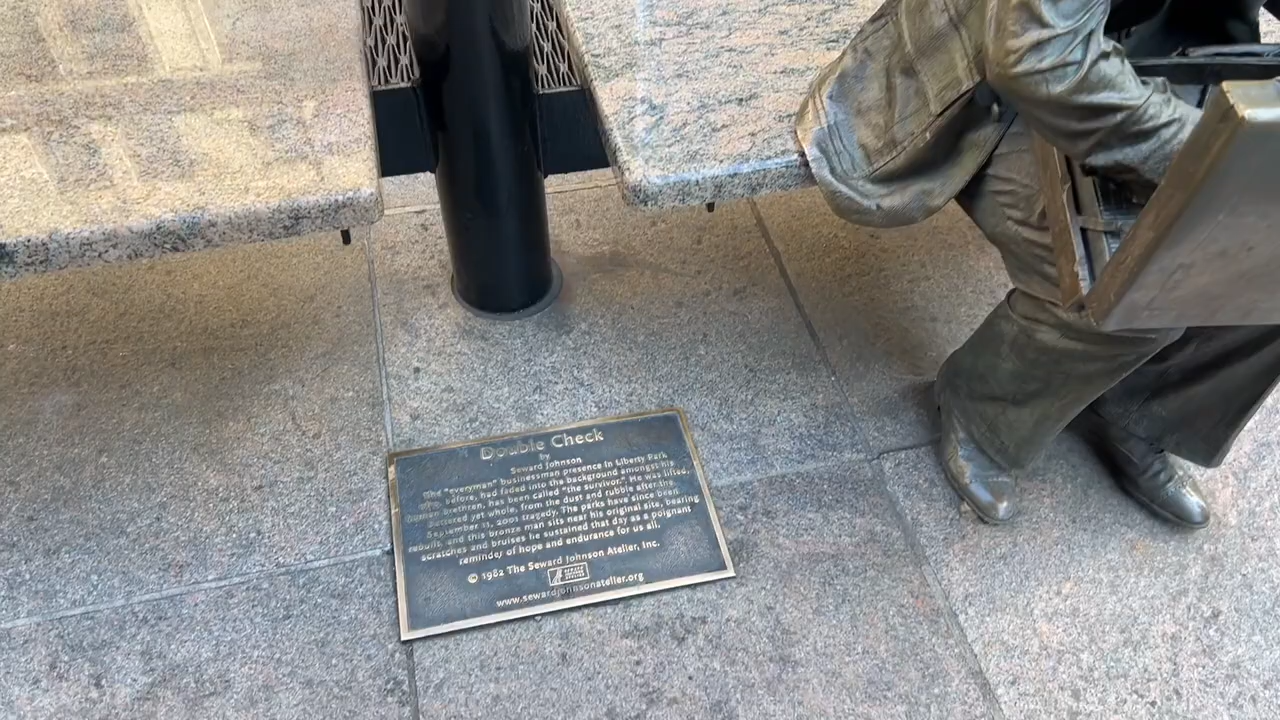 Double Check
by
Seward Johnson
This "everyman" businessman presence in Liberty Park
who before, had faded into the background amongst his
human brethren, has been called "the survivor." He was lifted,
battered yet whole, from the dust and rubble after the
September 11, 2001 tragedy. The parks have since been
rebuilt, and this bronze man sits near his original site, bearing
scratches and bruises he sustained that day as a poignant
reminder of hope and endurance for us all.
© 1982 The Seward Johnson Atelier, Inc.
SEWARD
JOHNSON
ATELIER
www.sewardjohnsonatelier.org